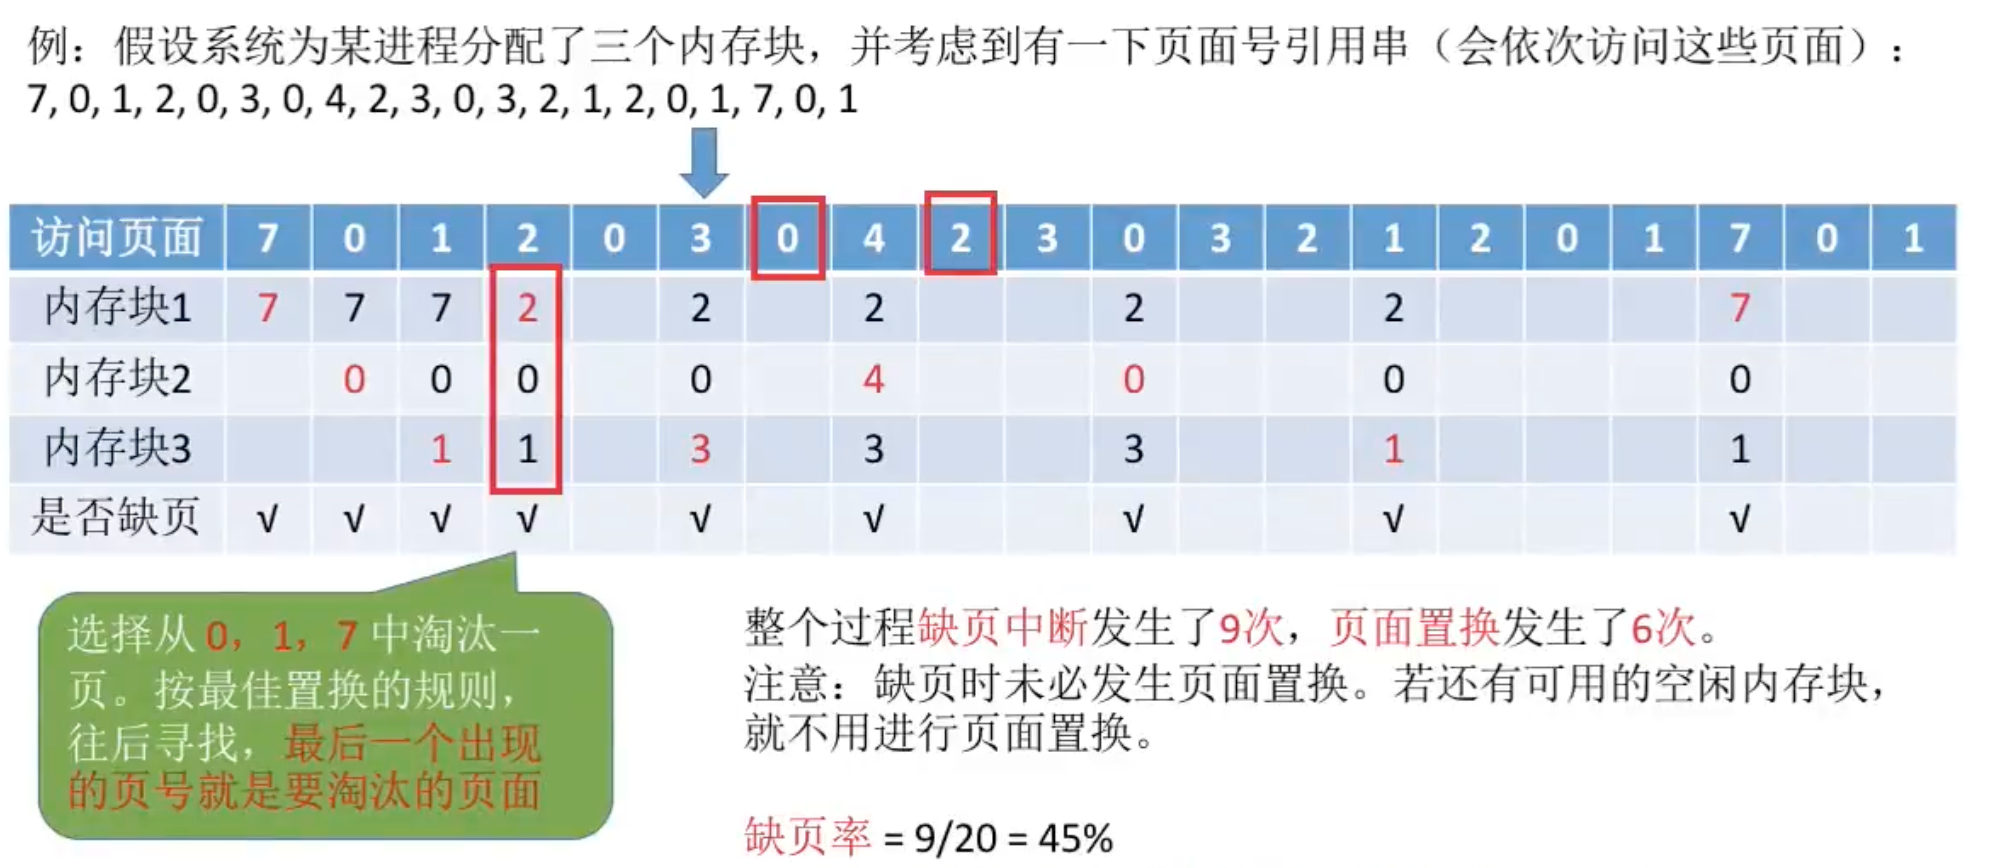 例：假设系统为某进程分配了三个内存块，并考虑到有一下页面号引用串（会依次访问这些页面）：
7, 0, 1, 2, 0, 3, 0, 4, 2, 3, 0, 3, 2, 1, 2, 0, 1, 7, 0, 1
访问页面 7 0 1 2 0 3 0 4 2 3 0 3 2 1 2 0 1 7 0 1
内存块1 7 7 7 2 2 2 2 2 7
内存块2 0 0 0 0 4 0 0 0
内存块3 1 1 3 3 3 1 1
是否缺页 √ √ √ √ √ √ √ √ √
选择从 0，1，7 中淘汰一
页。按最佳置换的规则，
往后寻找，最后一个出现
的页号就是要淘汰的页面
整个过程缺页中断发生了9次，页面置换发生了6次。
注意：缺页时未必发生页面置换。若还有可用的空闲内存块，
就不用进行页面置换。
缺页率 = 9/20 = 45%